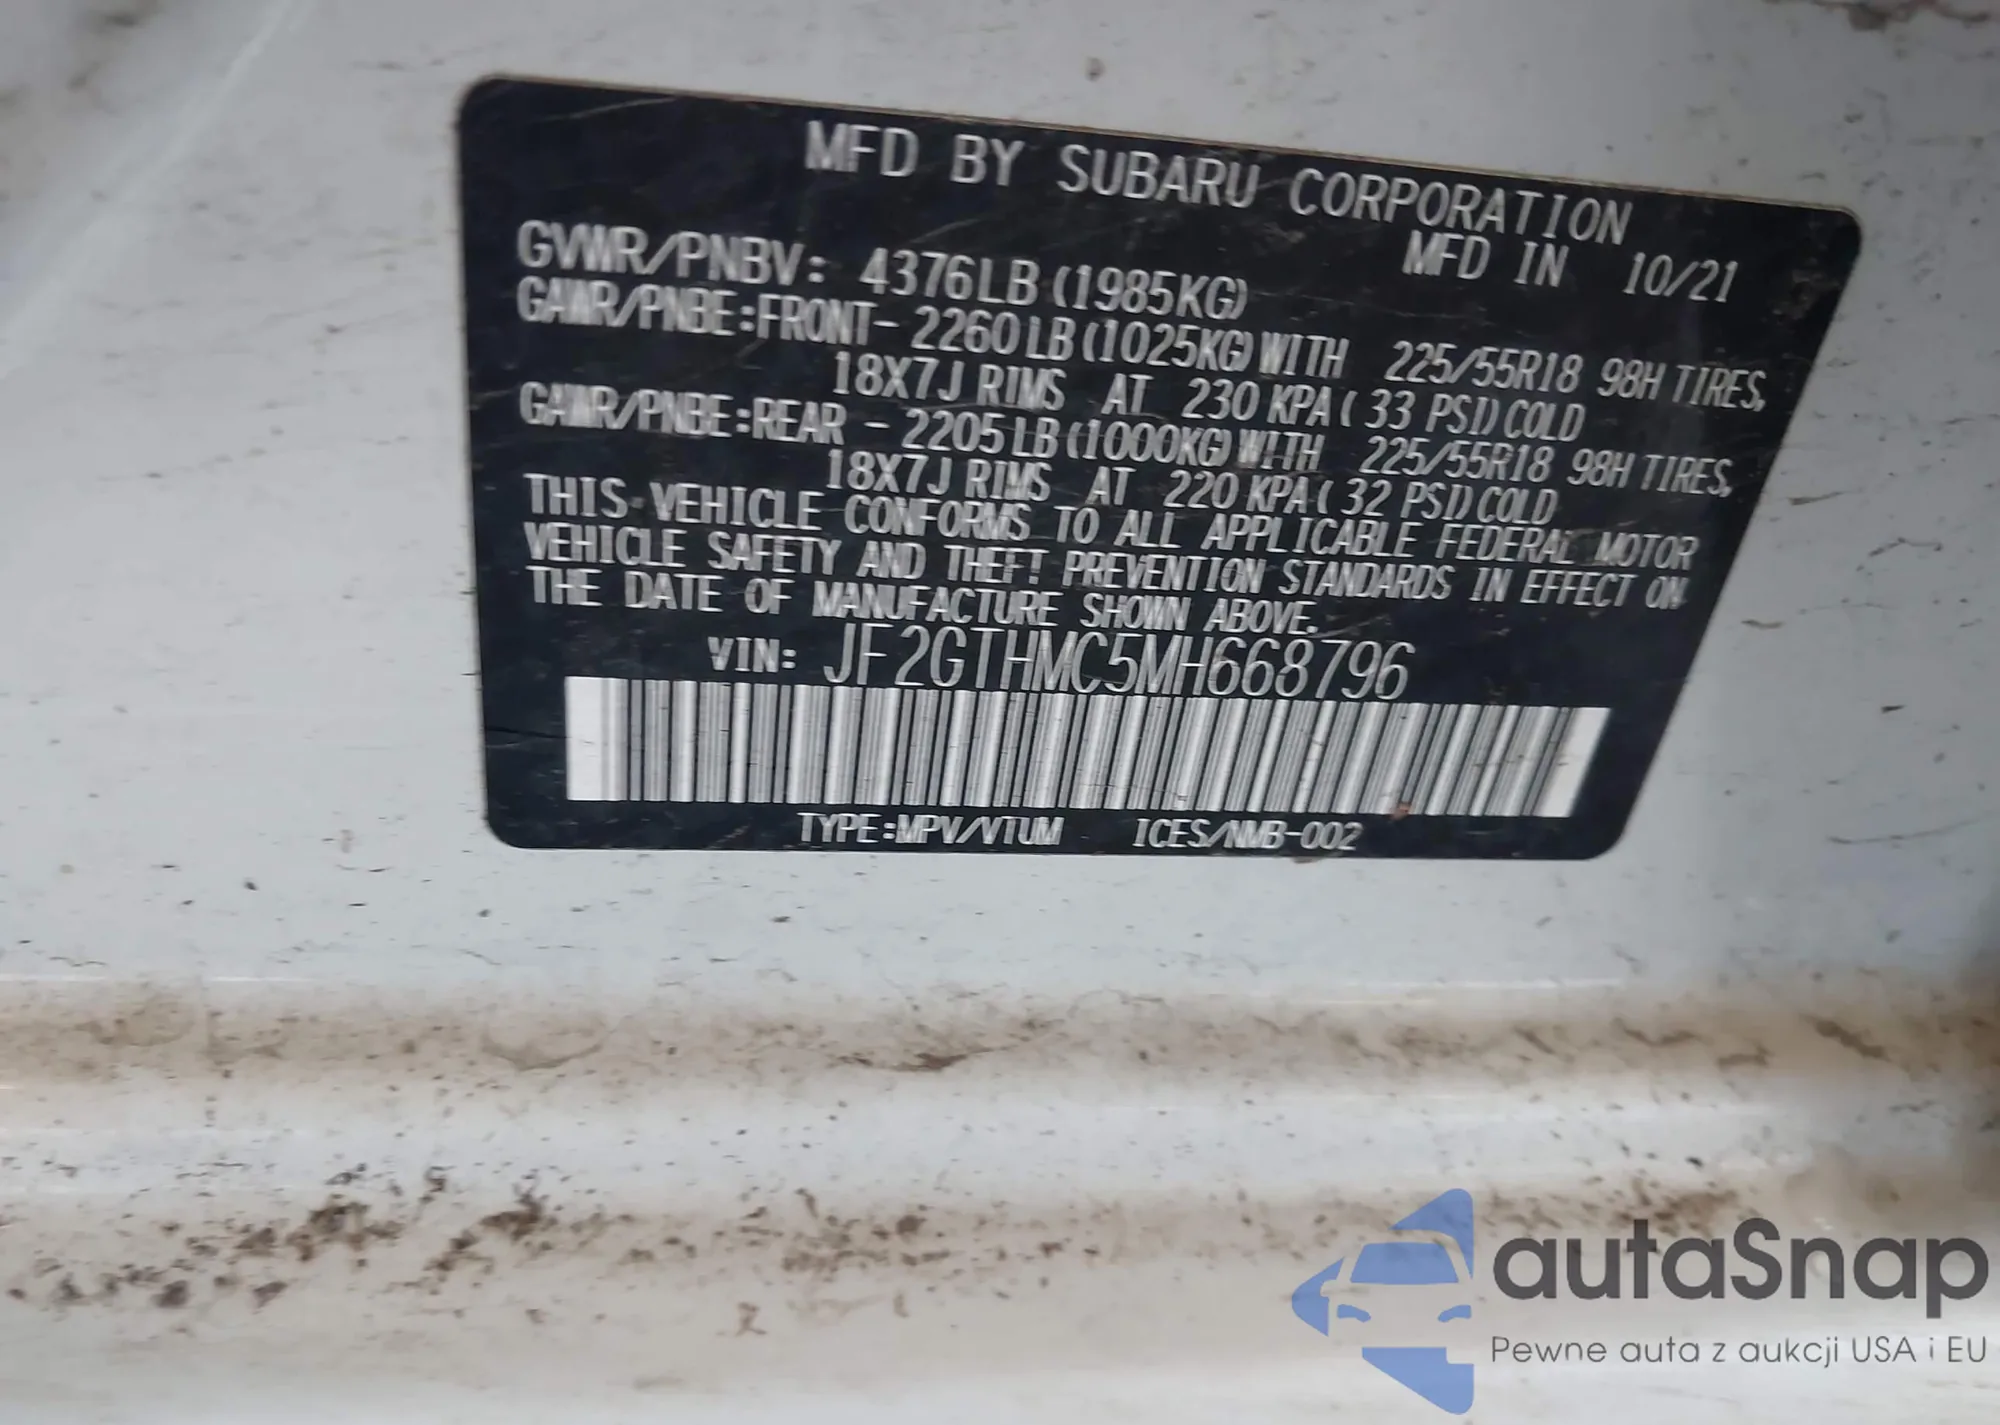 MFD BY SUBARU CORPORATION
MFD IN 10/21
GVWR/PNBV: 4376LB (1985KG)
GAWR/PNBE:FRONT- 2260LB (1025KG) WITH 225/55R18 98H TIRES,
18X7J RIMS AT 230 KPA ( 33 PSI) COLD
GAWR/PNBE:REAR - 2205LB (1000KG) WITH 225/55R18 98H TIRES,
18X7J RIMS AT 220 KPA ( 32 PSI) COLD
THIS VEHICLE CONFORMS TO ALL APPLICABLE FEDERAL MOTOR
VEHICLE SAFETY AND THEFT PREVENTION STANDARDS IN EFFECT ON
THE DATE OF MANUFACTURE SHOWN ABOVE.
VIN: JF2GTHMC5MH668796
TYPE:MPV/VTUM ICES/NMB-002
autaSnap
Pewne auta z aukcji USA i EU